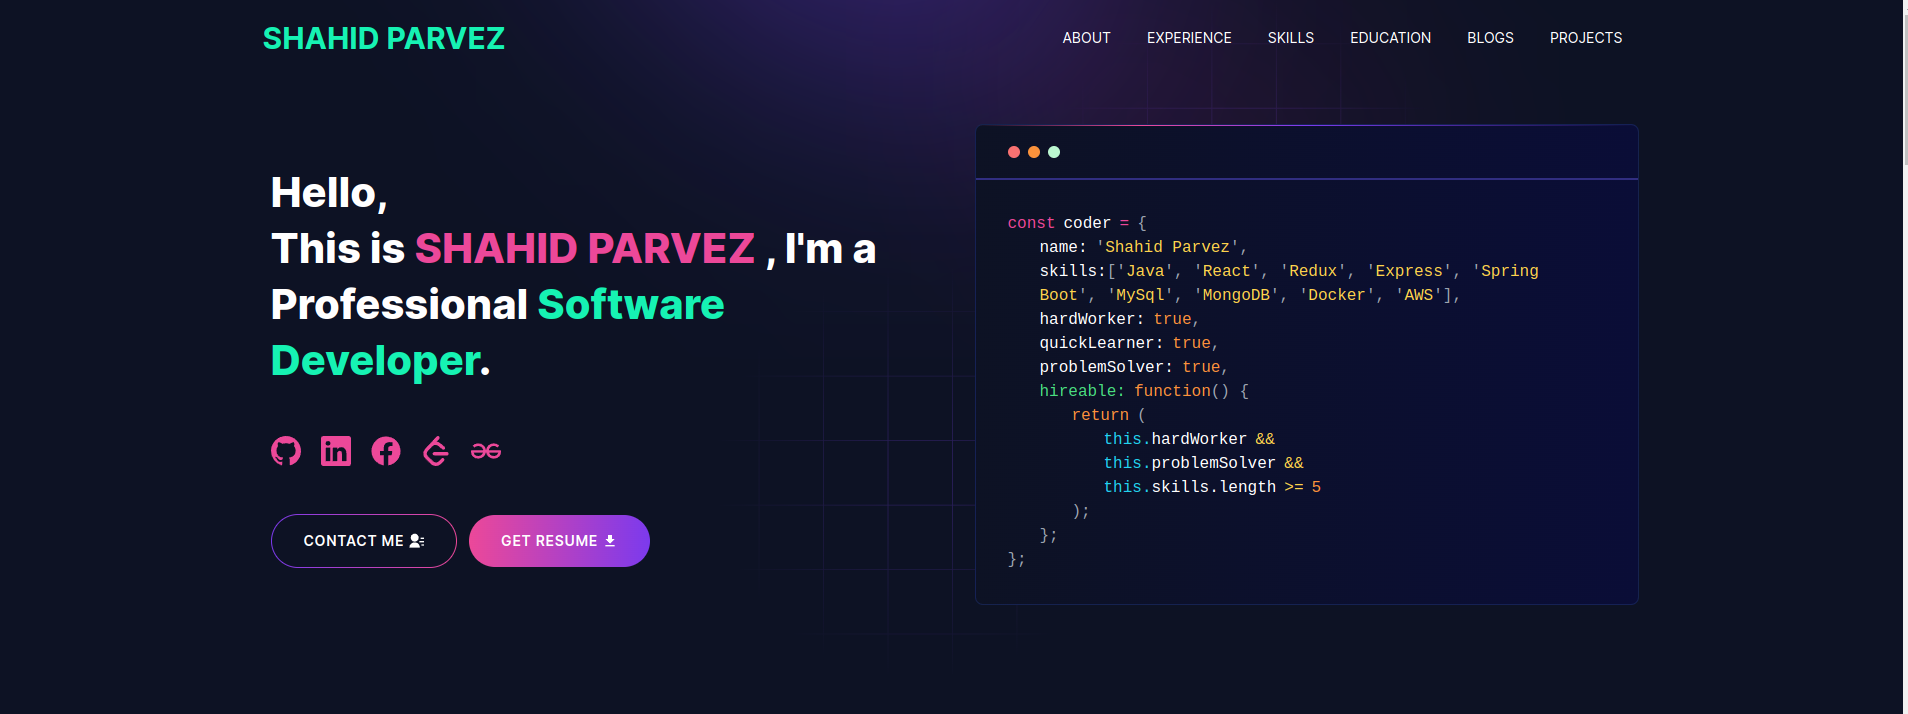 SHAHID PARVEZ
ABOUT EXPERIENCE SKILLS EDUCATION BLOGS PROJECTS
Hello,
This is SHAHID PARVEZ , I'm a
Professional Software
Developer.
CONTACT ME
GET RESUME
const coder = {
name: 'Shahid Parvez',
skills:['Java', 'React', 'Redux', 'Express', 'Spring
Boot', 'MySql', 'MongoDB', 'Docker', 'AWS'],
hardWorker: true,
quickLearner: true,
problemSolver: true,
hireable: function() {
return (
this.hardWorker &&
this.problemSolver &&
this.skills.length >= 5
);
};
};